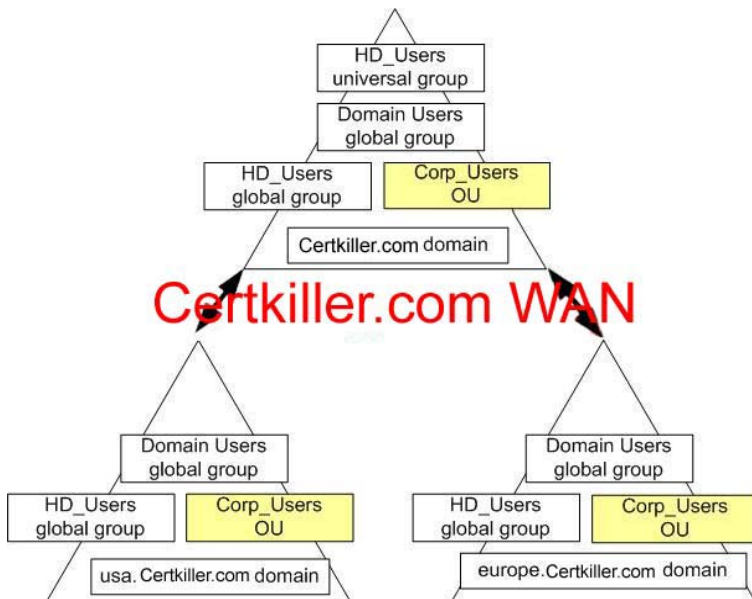 HD_Users
universal group
Domain Users
global group
HD_Users
global group
Corp_Users
OU
Certkiller.com domain
Certkiller.com WAN
Domain Users
global group
HD_Users
global group
Corp_Users
OU
usa.Certkiller.com domain
Domain Users
global group
HD_Users
global group
Corp_Users
OU
europe.Certkiller.com domain